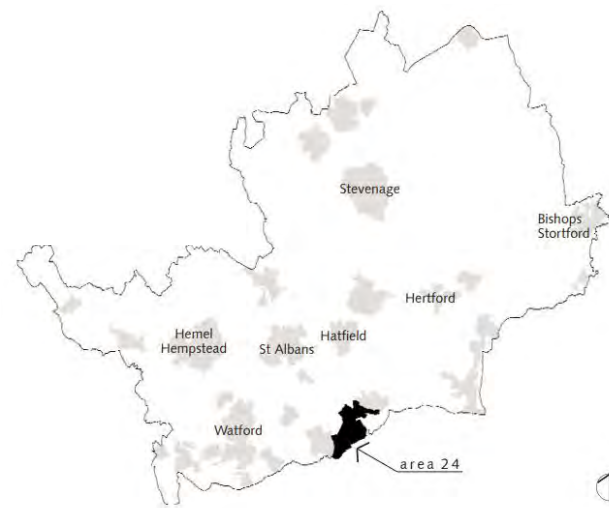 Stevenage
Bishops
Stortford
Hertford
Hemel
Hempstead
St Albans
Hatfield
Watford
area 24